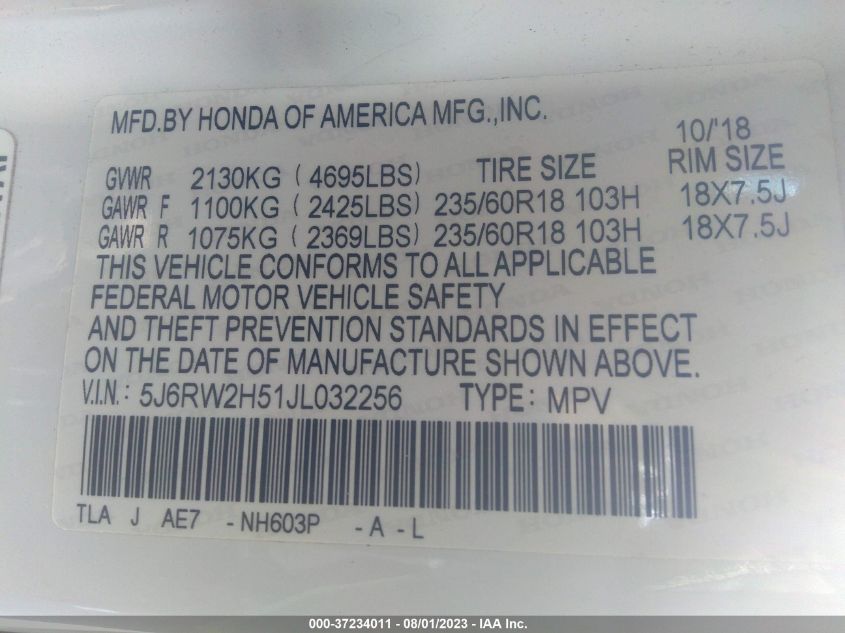 MFD.BY HONDA OF AMERICA MFG.,INC.
10/'18
GVWR 2130KG ( 4695LBS) TIRE SIZE RIM SIZE
GAWR F 1100KG ( 2425LBS) 235/60R18 103H 18X7.5J
GAWR R 1075KG ( 2369LBS) 235/60R18 103H 18X7.5J
THIS VEHICLE CONFORMS TO ALL APPLICABLE
FEDERAL MOTOR VEHICLE SAFETY
AND THEFT PREVENTION STANDARDS IN EFFECT
ON THE DATE OF MANUFACTURE SHOWN ABOVE.
V.I.N.: 5J6RW2H51JL032256 TYPE: MPV
TLA J AE7 -NH603P -A -L
000-37234011 - 08/01/2023 - IAA Inc.